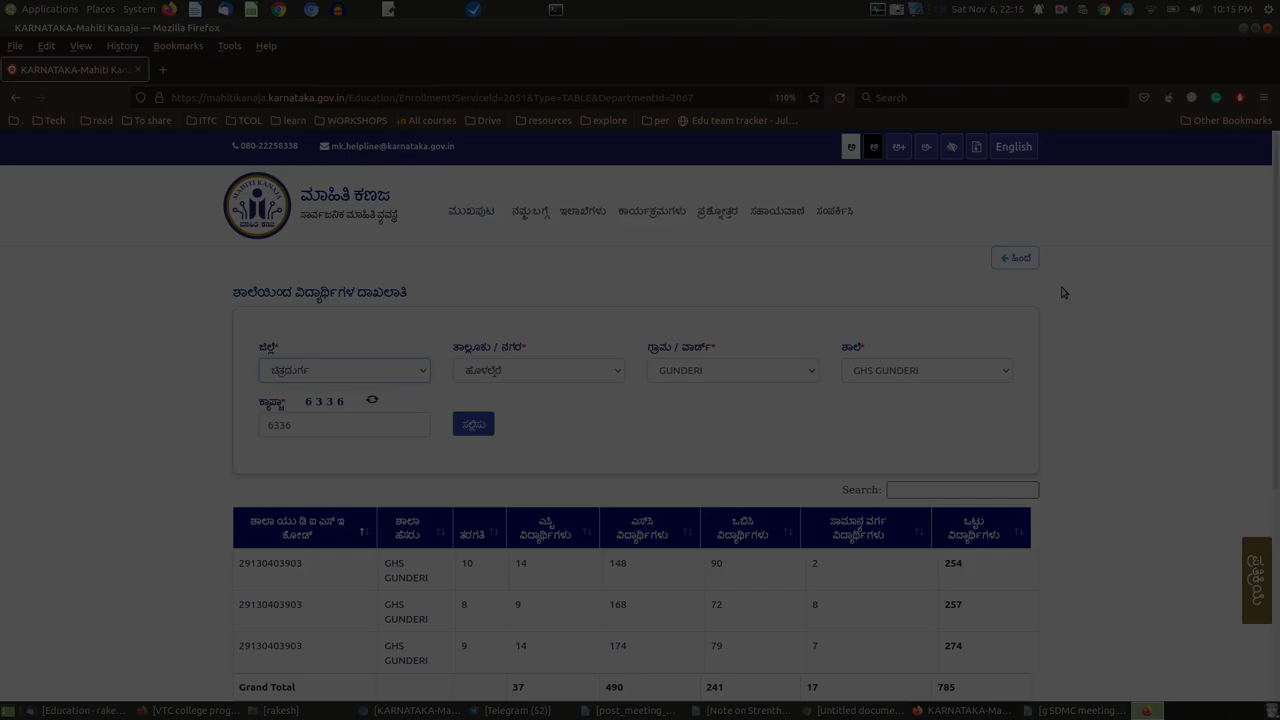 Applications Places System Sat Nov 6, 22:15 10:15 PM
KARNATAKA-Mahiti Kanaja — Mozilla Firefox
File Edit View History Bookmarks Tools Help
KARNATAKA-Mahiti Kan
https://mahitikanaja.karnataka.gov.in/Education/Enrollment?ServiceId=2051&Type=TABLE&DepartmentId=2067 110% Search
. Tech read To share ITfC TCOL learn WORKSHOPS All courses Drive resources explore per Edu team tracker - Jul... Other Bookmarks
080-22258338 mk.helpline@karnataka.gov.in ಅ ಅ ಅ+ ಅ- English
MAHITI KANAJA
ಮಾಹಿತಿ ಕಣಜ
ಮಾಹಿತಿ ಕಣಜ
ಸಾರ್ವಜನಿಕ ಮಾಹಿತಿ ವ್ಯವಸ್ಥೆ
ಮುಖಪುಟ ನಮ್ಮ ಬಗ್ಗೆ ಇಲಾಖೆಗಳು ಕಾರ್ಯಕ್ರಮಗಳು ಪ್ರಶ್ನೋತ್ತರ ಸಹಾಯವಾಣಿ ಸಂಪರ್ಕಿಸಿ
ಹಿಂದೆ
ಶಾಲೆಯಿಂದ ವಿದ್ಯಾರ್ಥಿಗಳ ದಾಖಲಾತಿ
ಜಿಲ್ಲೆ* ತಾಲ್ಲೂಕು / ನಗರ* ಗ್ರಾಮ / ವಾರ್ಡ್* ಶಾಲೆ*
ಚಿತ್ರದುರ್ಗ ಹೊಳಲ್ಕೆರೆ GUNDERI GHS GUNDERI
ಕ್ಯಾಪ್ಚಾ* 6 3 3 6
6336 ಸಲ್ಲಿಸು
Search:
ಶಾಲಾ ಯು ಡಿ ಐ ಎಸ್ ಇ ಕೋಡ್ ಶಾಲಾ ಹೆಸರು ತರಗತಿ ಎಸ್ಟಿ ವಿದ್ಯಾರ್ಥಿಗಳು ಎಸ್‌ಸಿ ವಿದ್ಯಾರ್ಥಿಗಳು ಒಬಿಸಿ ವಿದ್ಯಾರ್ಥಿಗಳು ಸಾಮಾನ್ಯ ವರ್ಗ ವಿದ್ಯಾರ್ಥಿಗಳು ಒಟ್ಟು ವಿದ್ಯಾರ್ಥಿಗಳು
29130403903 GHS GUNDERI 10 14 148 90 2 254
29130403903 GHS GUNDERI 8 9 168 72 8 257
29130403903 GHS GUNDERI 9 14 174 79 7 274
Grand Total 37 490 241 17 785
[Education - rake... [VTC college prog... [rakesh] [KARNATAKA-Ma... [Telegram (52)] [post_meeting_... [Note on Strenth... [Untitled docume... KARNATAKA-Ma... [g SDMC meeting ...